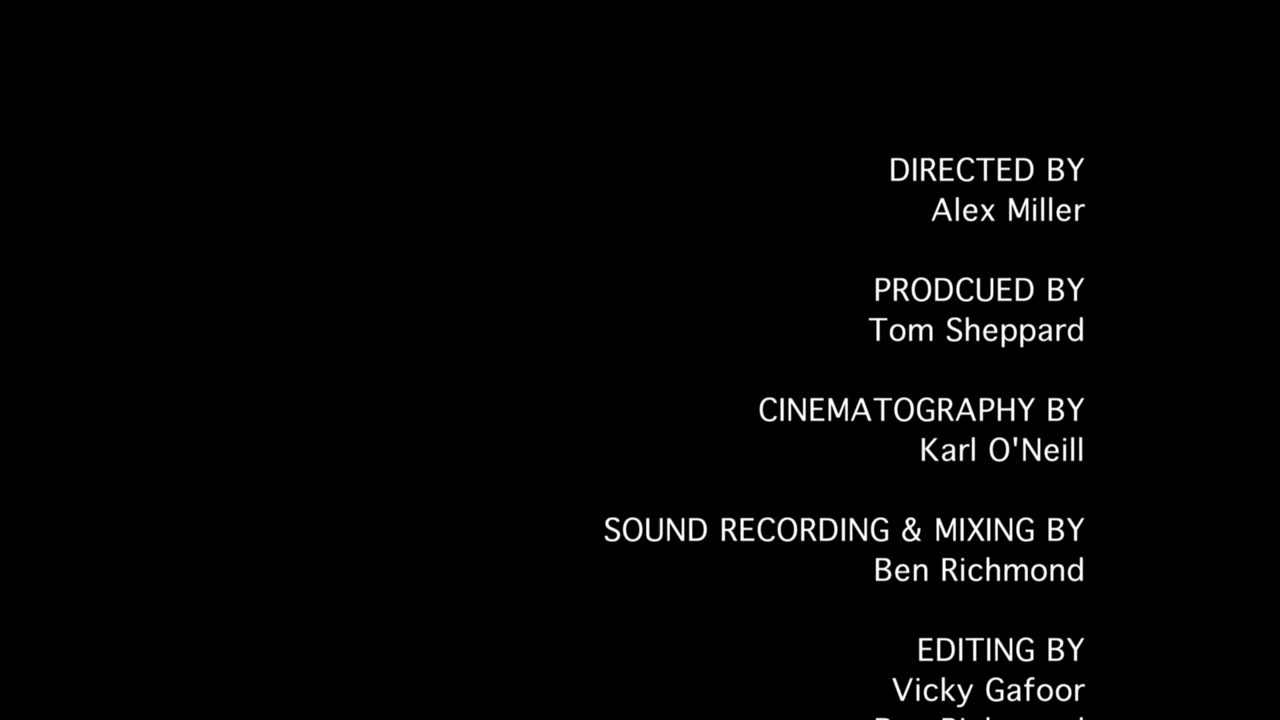 DIRECTED BY
Alex Miller
PRODCUED BY
Tom Sheppard
CINEMATOGRAPHY BY
Karl O'Neill
SOUND RECORDING & MIXING BY
Ben Richmond
EDITING BY
Vicky Gafoor